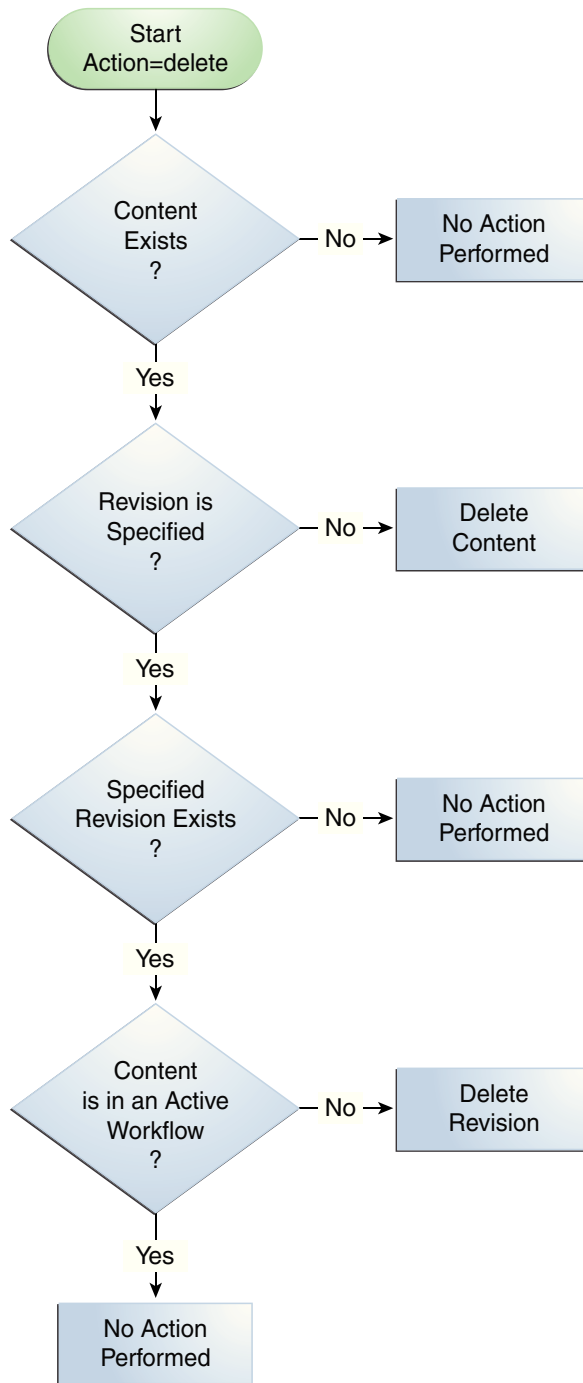 Start
Action=delete
Content
Exists
?
No
No Action
Performed
Yes
Revision is
Specified
?
No
Delete
Content
Yes
Specified
Revision Exists
?
No
No Action
Performed
Yes
Content
is in an Active
Workflow
?
No
Delete
Revision
Yes
No Action
Performed